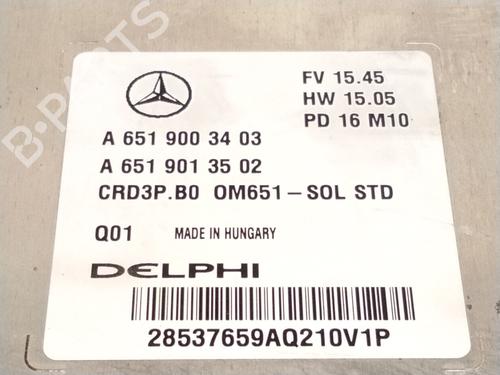 FV 15.45
HW 15.05
PD 16 M10
A 651 900 34 03
A 651 901 35 02
CRD3P.B0 OM651-SOL STD
Q01 MADE IN HUNGARY
DELPHI
28537659AQ210V1P
B-PARTS